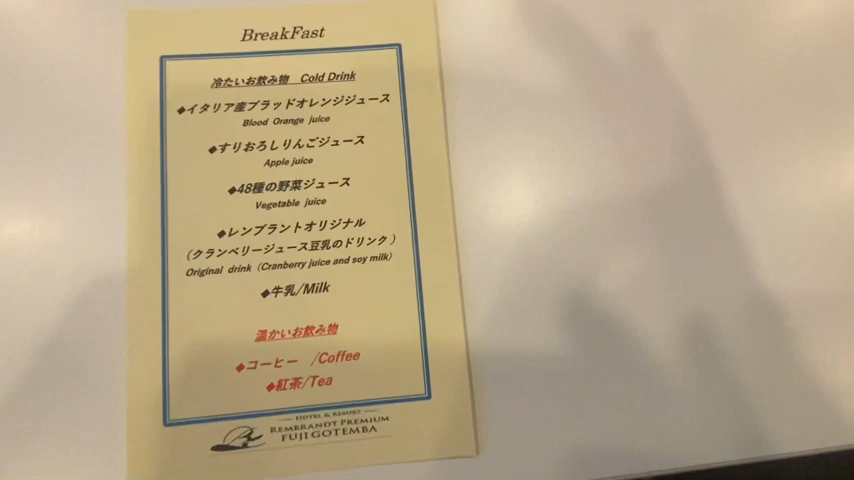 BreakFast
冷たいお飲み物 Cold Drink
◆イタリア産ブラッドオレンジジュース
Blood Orange juice
◆すりおろしりんごジュース
Apple juice
◆48種の野菜ジュース
Vegetable juice
◆レンブラントオリジナル
（クランベリージュース豆乳のドリンク）
Original drink（Cranberry juice and soy milk）
◆牛乳/Milk
温かいお飲み物
◆コーヒー /Coffee
◆紅茶/Tea
HOTEL & RESORT
REMBRANDT PREMIUM
FUJI GOTEMBA